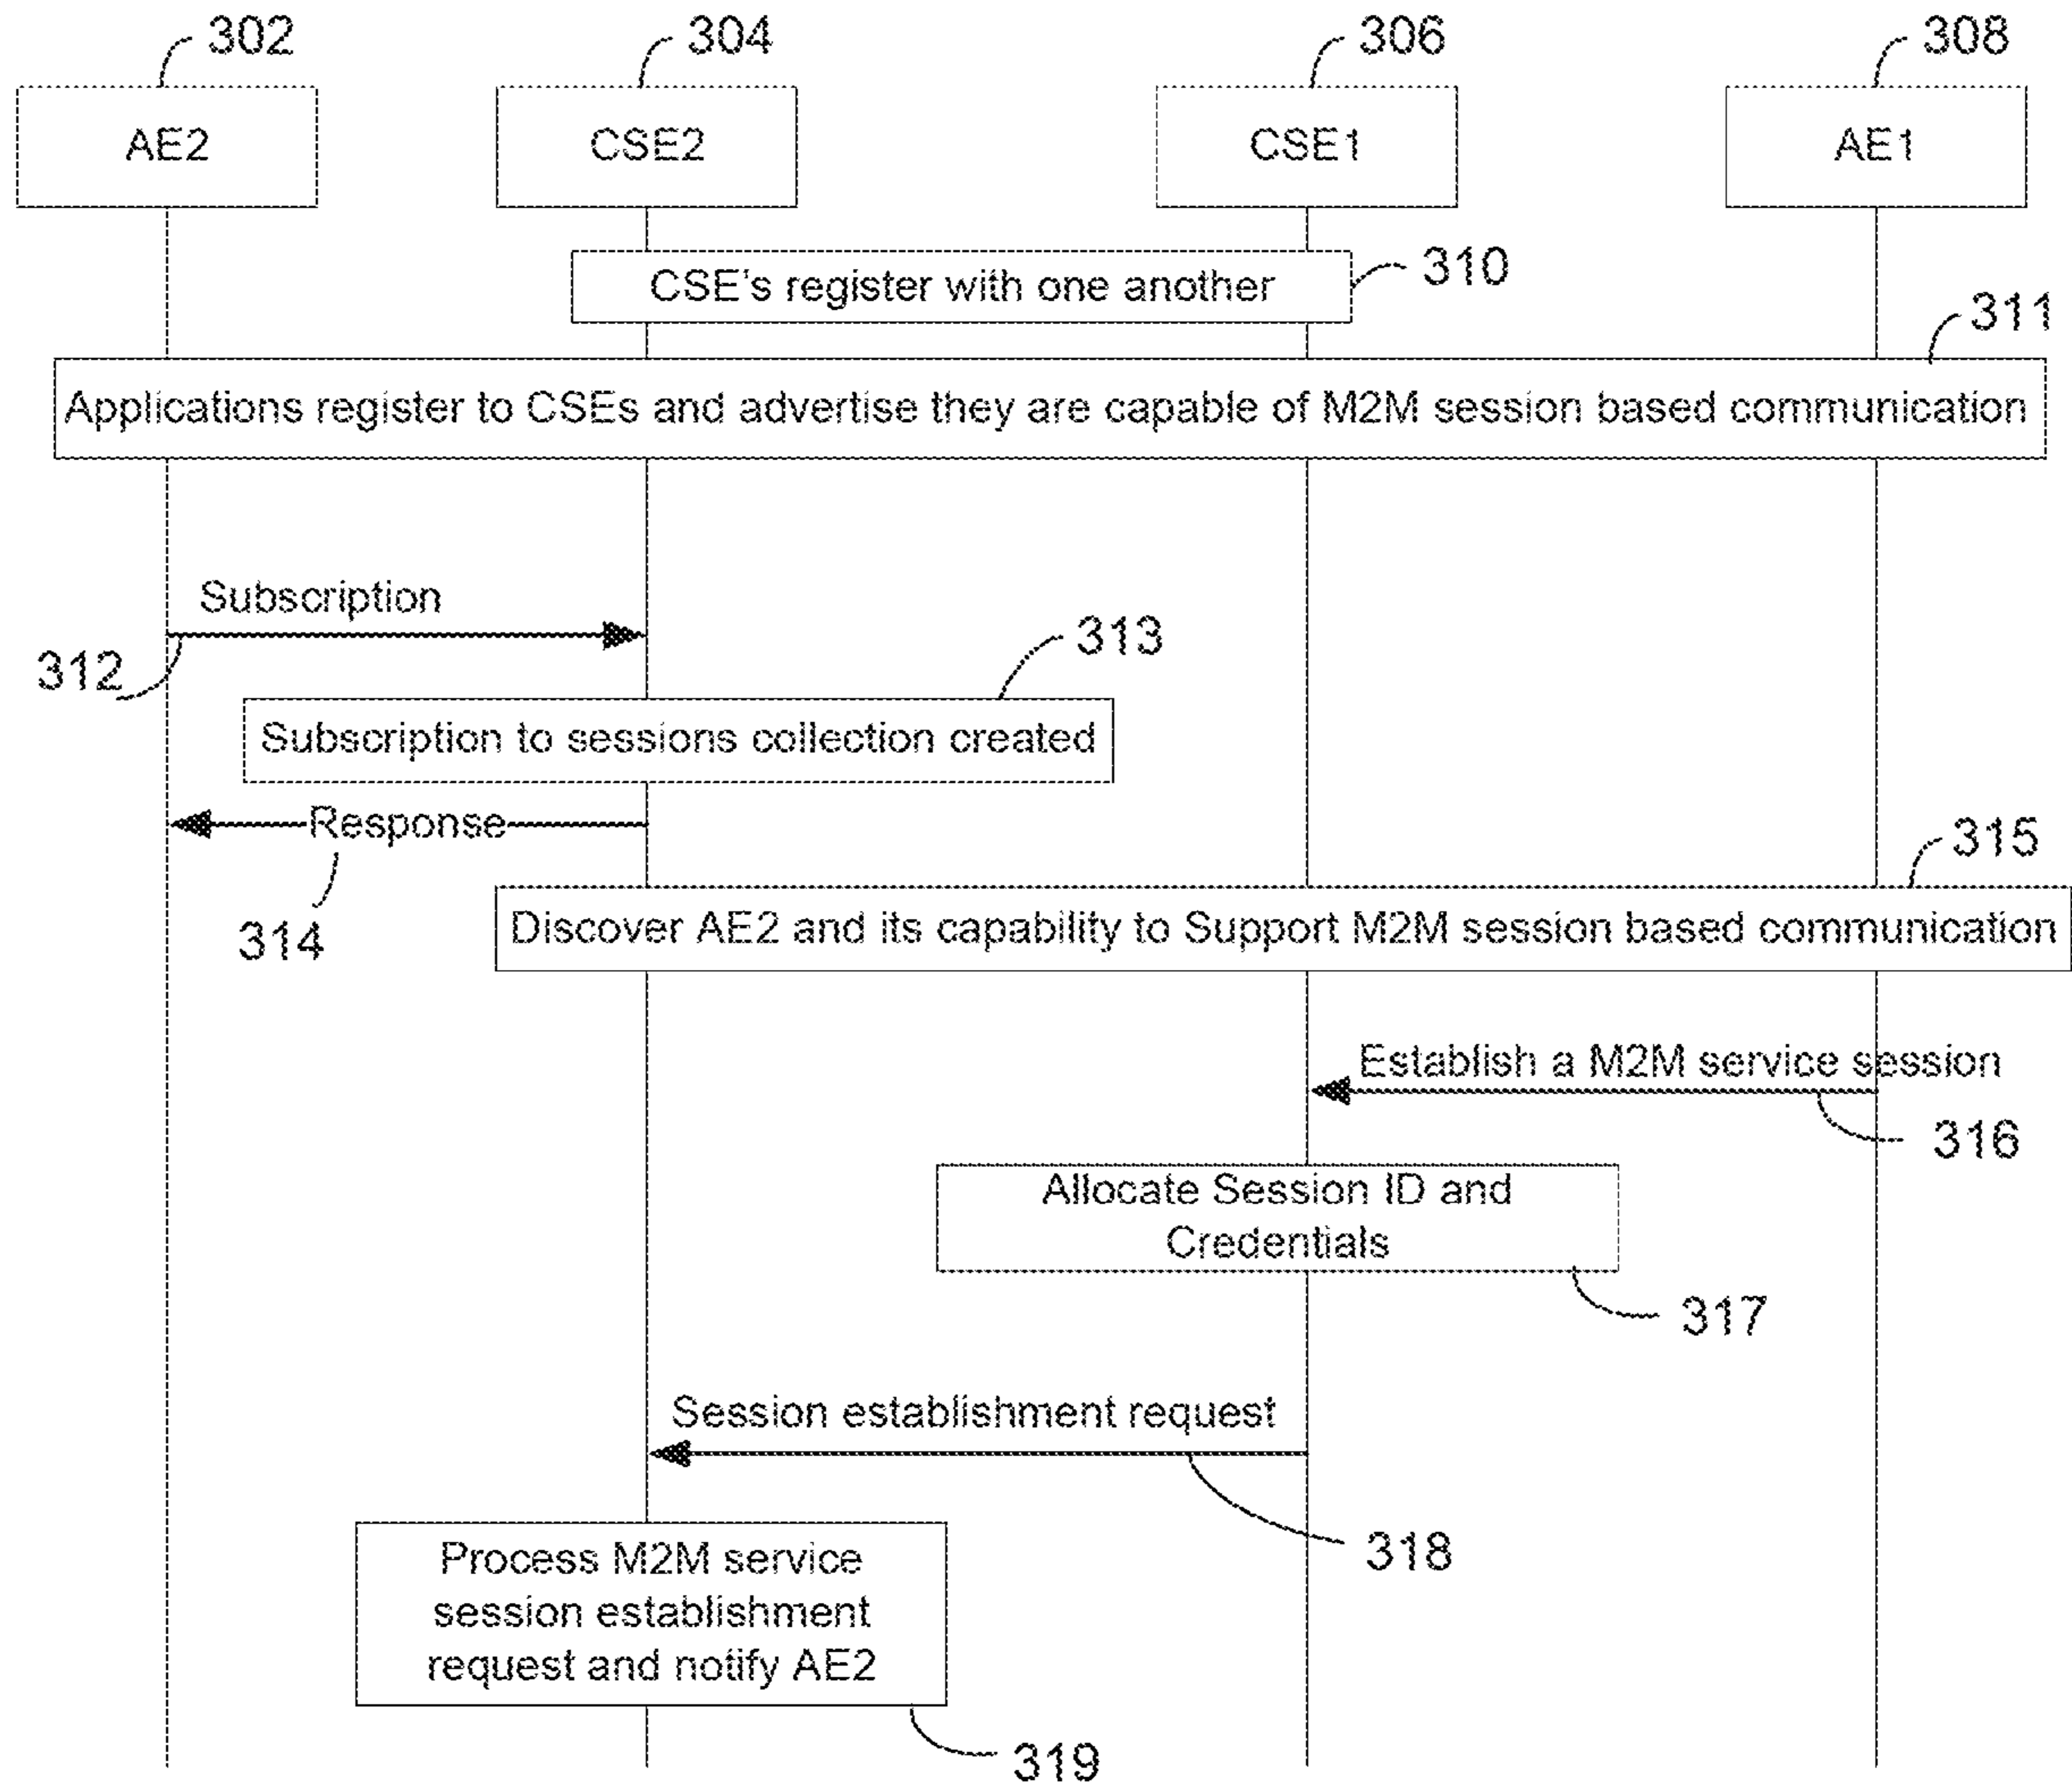 302
304
306
308
AE2
CSE2
CSE1
AE1
CSE's register with one another
310
311
Applications register to CSEs and advertise they are capable of M2M session based communication
Subscription
312
313
Subscription to sessions collection created
Response
314
315
Discover AE2 and its capability to Support M2M session based communication
Establish a M2M service session
316
Allocate Session ID and
Credentials
317
Session establishment request
318
Process M2M service
session establishment
request and notify AE2
319